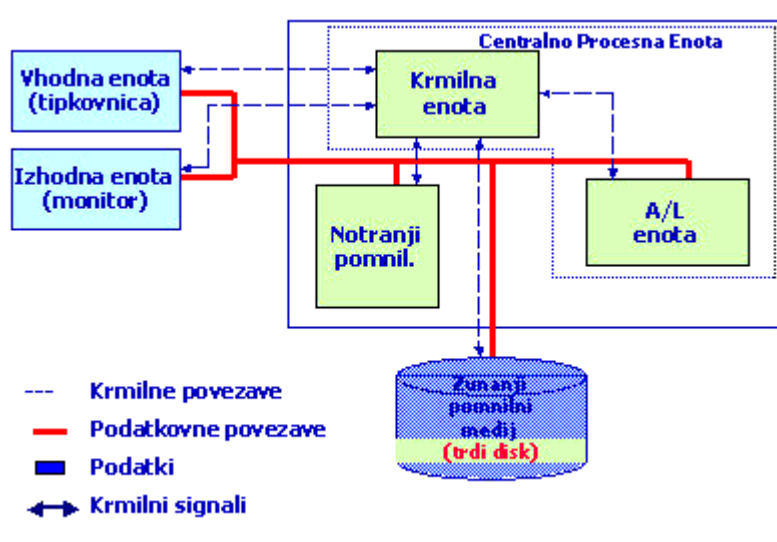 Centralno Procesna Enota
Vhodna enota
(tipkovnica)
Krmilna
enota
Izhodna enota
(monitor)
Notranji
pomnil.
A/L
enota
Zunanji
pomnilni
medij
(trdi disk)
Krmilne povezave
Podatkovne povezave
Podatki
Krmilni signali